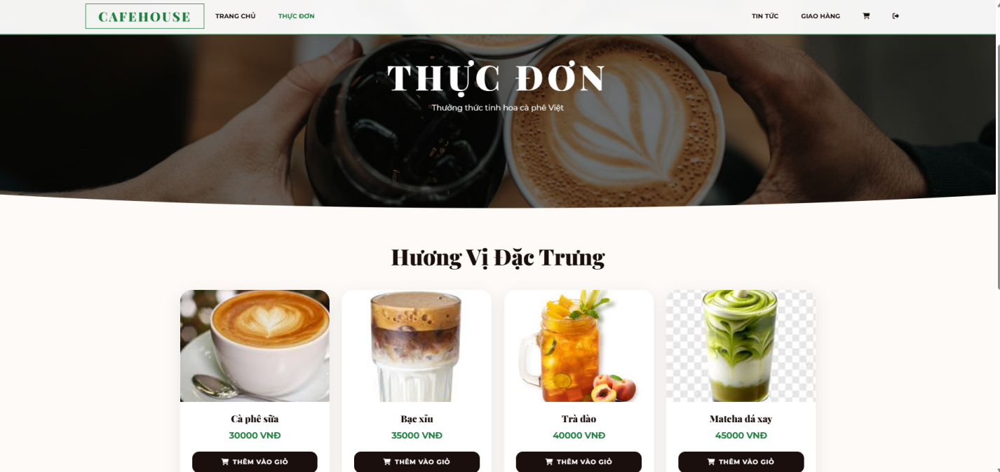 CAFEHOUSE TRANG CHỦ THỰC ĐƠN TIN TỨC GIAO HÀNG
THỰC ĐƠN
Thưởng thức tinh hoa cà phê Việt
Hương Vị Đặc Trưng
Cà phê sữa Bạc xỉu Trà đào Matcha đá xay
30000 VNĐ 35000 VNĐ 40000 VNĐ 45000 VNĐ
THÊM VÀO GIỎ THÊM VÀO GIỎ THÊM VÀO GIỎ THÊM VÀO GIỎ